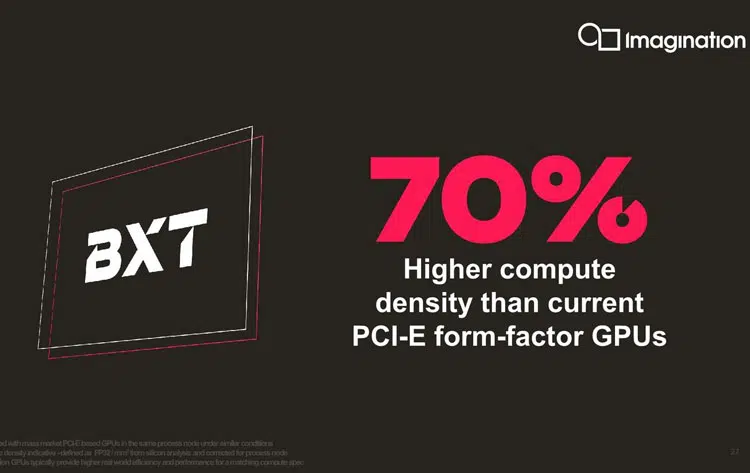 Imagination
BXT
70%
Higher compute
density than current
PCI-E form-factor GPUs
ed with mass market PCI-E based GPUs in the same process node under similar conditions
density indicative -defined as FP32/mm² from silicon analysis and corrected for process node
GPUs typically provide higher real world efficiency and performance for a matching compute spec
27